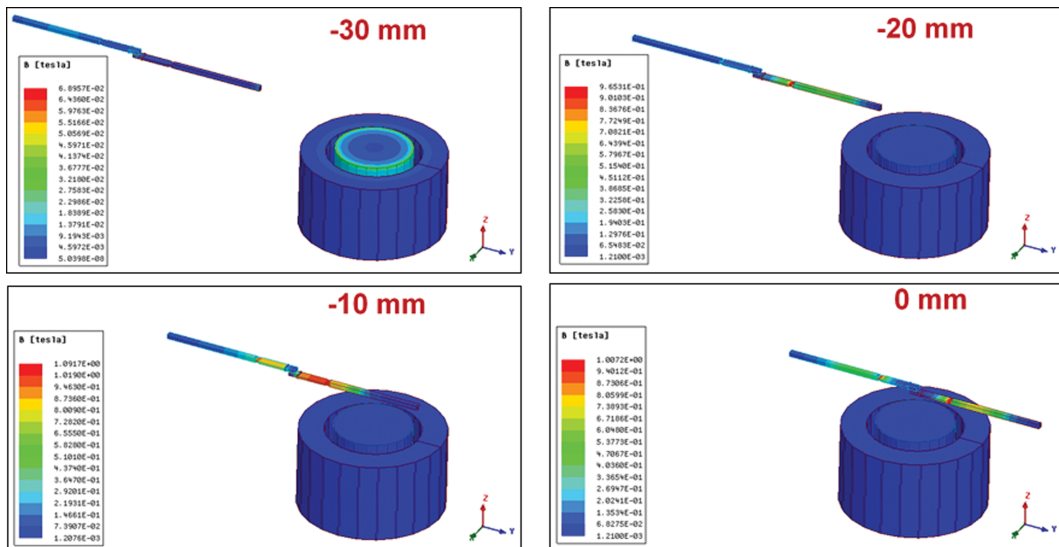 -30 mm
B [tesla]
6.8957E-02
6.4360E-02
5.9763E-02
5.5166E-02
5.0569E-02
4.5971E-02
4.1374E-02
3.6777E-02
3.2180E-02
2.7583E-02
2.2986E-02
1.8389E-02
1.3791E-02
9.1943E-03
4.5972E-03
5.0398E-08
Z
Y
X
-20 mm
B [tesla]
9.6531E-01
9.0103E-01
8.3676E-01
7.7249E-01
7.0821E-01
6.4394E-01
5.7967E-01
5.1540E-01
4.5112E-01
3.8685E-01
3.2258E-01
2.5830E-01
1.9403E-01
1.2976E-01
6.5483E-02
1.2100E-03
Z
Y
X
-10 mm
B [tesla]
1.0917E+00
1.0190E+00
9.4630E-01
8.7360E-01
8.0090E-01
7.2820E-01
6.5550E-01
5.8280E-01
5.1010E-01
4.3740E-01
3.6470E-01
2.9201E-01
2.1931E-01
1.4661E-01
7.3907E-02
1.2076E-03
Z
Y
X
0 mm
B [tesla]
1.0072E+00
9.4012E-01
8.7306E-01
8.0599E-01
7.3893E-01
6.7186E-01
6.0480E-01
5.3773E-01
4.7067E-01
4.0360E-01
3.3654E-01
2.6947E-01
2.0241E-01
1.3534E-01
6.8275E-02
1.2100E-03
Z
Y
X